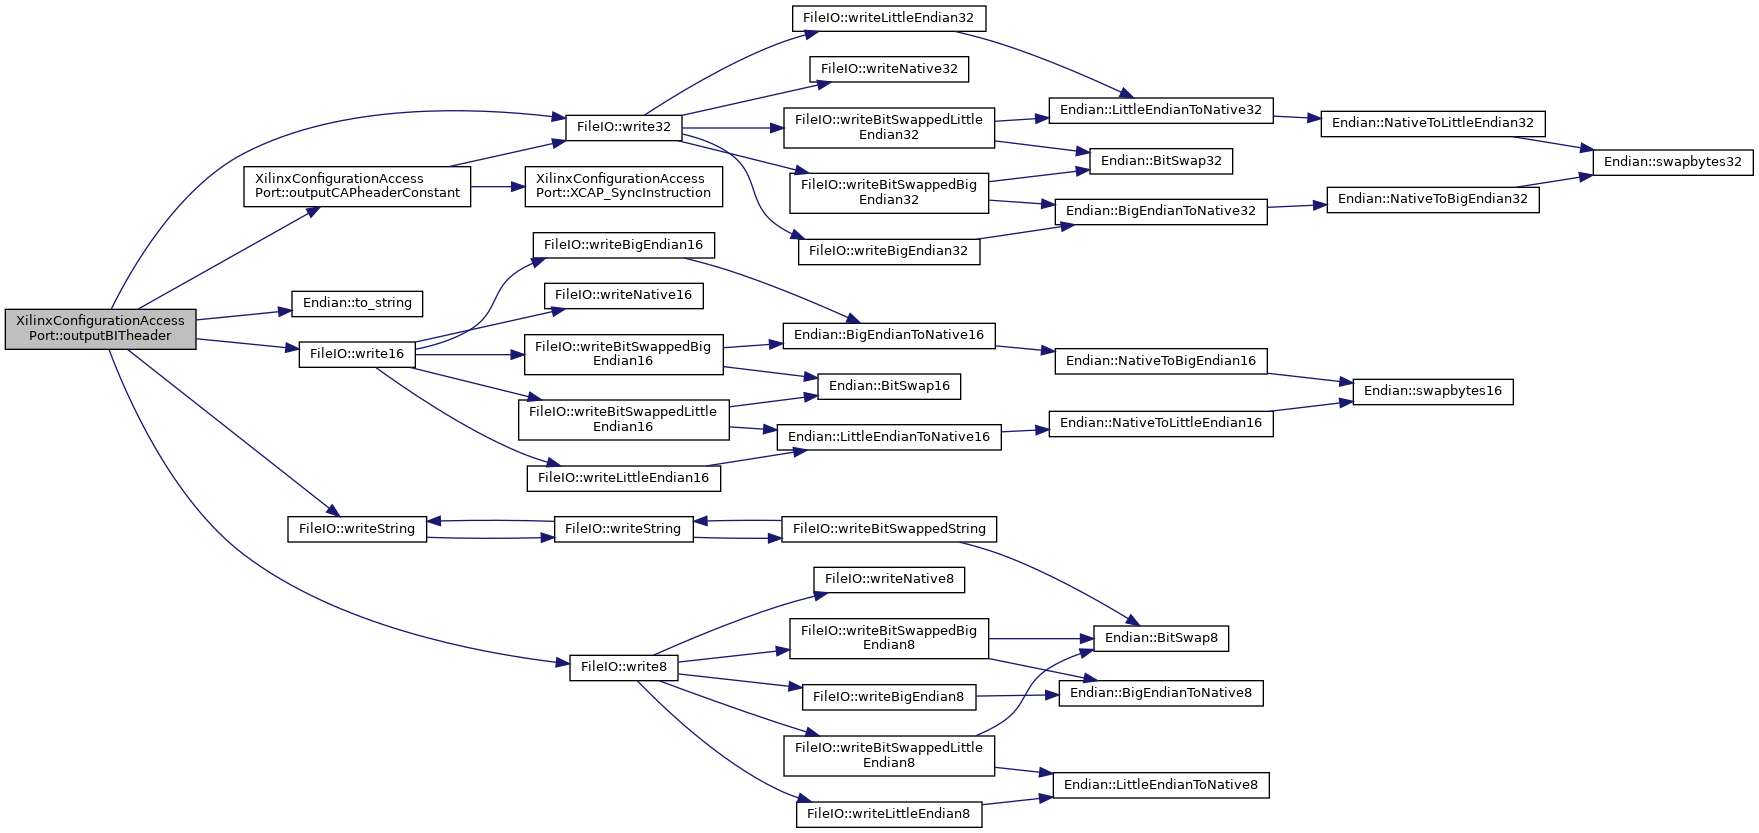 XilinxConfigurationAccess
Port::outputBITheader
XilinxConfigurationAccess
Port::outputCAPheaderConstant
Endian::to_string
FileIO::write16
FileIO::writeString
FileIO::write32
XilinxConfigurationAccess
Port::XCAP_SyncInstruction
FileIO::writeBigEndian16
FileIO::writeNative16
FileIO::writeBitSwappedBig
Endian16
FileIO::writeBitSwappedLittle
Endian16
FileIO::writeLittleEndian16
FileIO::writeString
FileIO::write8
FileIO::writeLittleEndian32
FileIO::writeNative32
FileIO::writeBitSwappedLittle
Endian32
FileIO::writeBitSwappedBig
Endian32
FileIO::writeBigEndian32
Endian::BigEndianToNative16
Endian::BitSwap16
Endian::LittleEndianToNative16
FileIO::writeBitSwappedString
FileIO::writeNative8
FileIO::writeBitSwappedBig
Endian8
FileIO::writeBigEndian8
FileIO::writeBitSwappedLittle
Endian8
FileIO::writeLittleEndian8
Endian::LittleEndianToNative32
Endian::BitSwap32
Endian::BigEndianToNative32
Endian::NativeToBigEndian16
Endian::NativeToLittleEndian16
Endian::BitSwap8
Endian::BigEndianToNative8
Endian::LittleEndianToNative8
Endian::NativeToLittleEndian32
Endian::NativeToBigEndian32
Endian::swapbytes16
Endian::swapbytes32